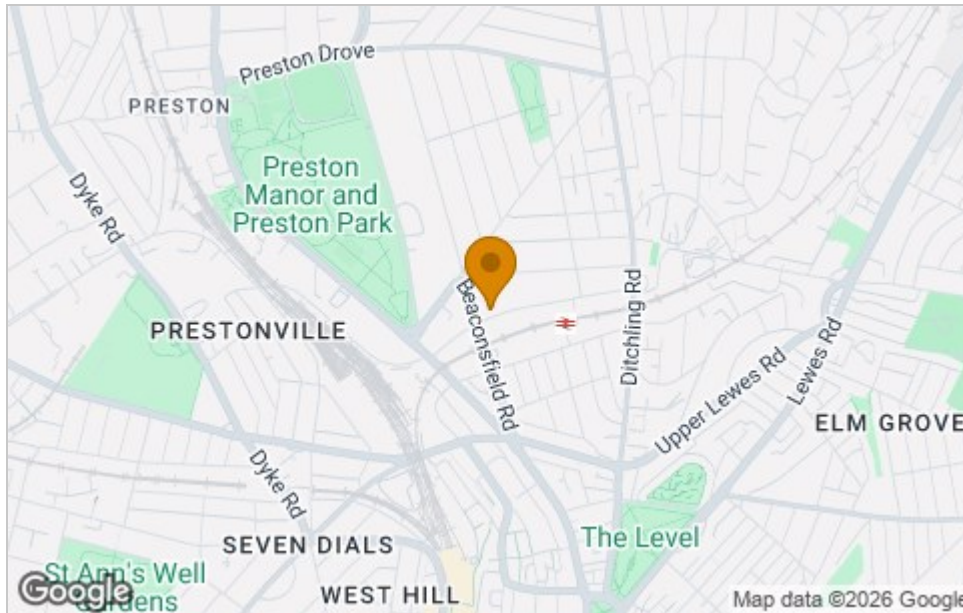 Preston Drove
PRESTON
Preston
Manor and
Preston Park
Dyke Rd
Beaconsfield Rd
Ditchling Rd
PRESTONVILLE
Lewes Rd
Upper Lewes Rd
ELM GROVE
Dyke Rd
SEVEN DIALS
The Level
St Ann's Well
Gardens
WEST HILL
Google
Map data ©2026 Google